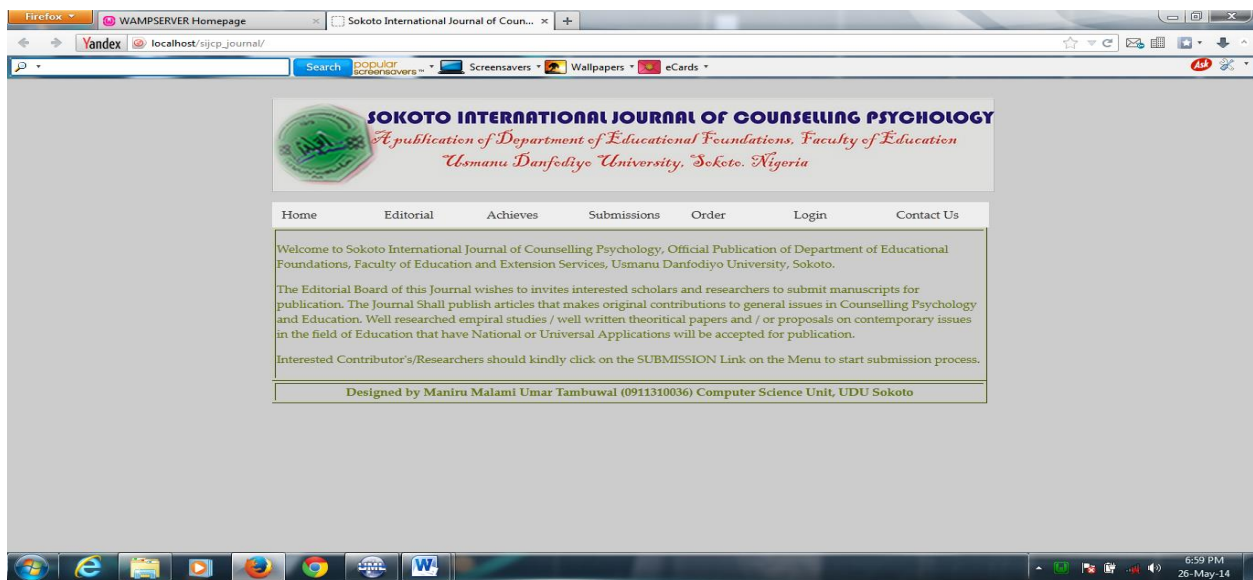 Firefox
WAMPSERVER Homepage
Sokoto International Journal of Coun...
Yandex
localhost/sijcp_journal/
Search
popular screensavers
Screensavers
Wallpapers
eCards
Ask
SOKOTO INTERNATIONAL JOURNAL OF COUNSELLING PSYCHOLOGY
A publication of Department of Educational Foundations, Faculty of Education
Usmanu Danfodiyo University, Sokoto. Nigeria
Home Editorial Achieves Submissions Order Login Contact Us
Welcome to Sokoto International Journal of Counselling Psychology, Official Publication of Department of Educational
Foundations, Faculty of Education and Extension Services, Usmanu Danfodiyo University, Sokoto.
The Editorial Board of this Journal wishes to invites interested scholars and researchers to submit manuscripts for
publication. The Journal Shall publish articles that makes original contributions to general issues in Counselling Psychology
and Education. Well researched empiral studies / well written theoritical papers and / or proposals on contemporary issues
in the field of Education that have National or Universal Applications will be accepted for publication.
Interested Contributor's/Researchers should kindly click on the SUBMISSION Link on the Menu to start submission process.
Designed by Maniru Malami Umar Tambuwal (0911310036) Computer Science Unit, UDU Sokoto
6:59 PM
26-May-14